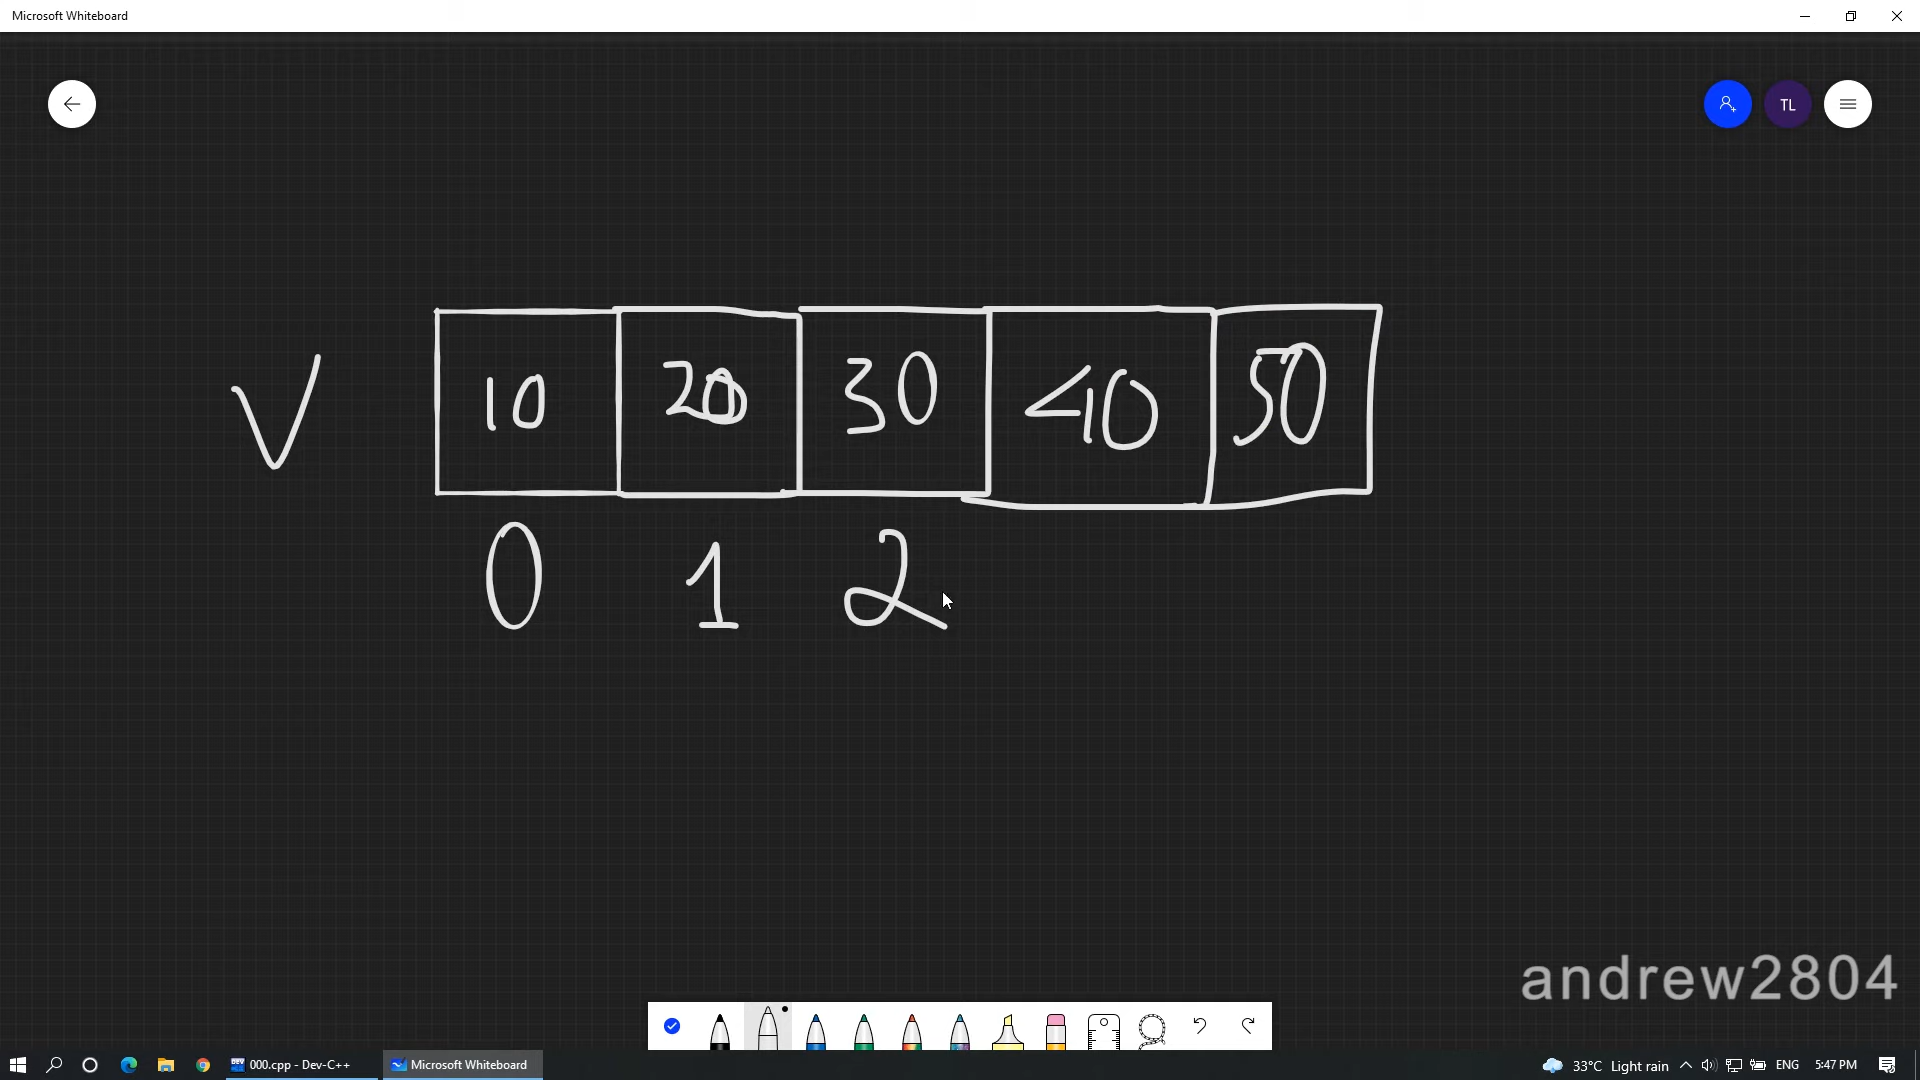 Microsoft Whiteboard
TL
V 10 20 30 40 50
0 1 2
andrew2804
000.cpp - Dev-C++ Microsoft Whiteboard 33°C Light rain ENG 5:47 PM